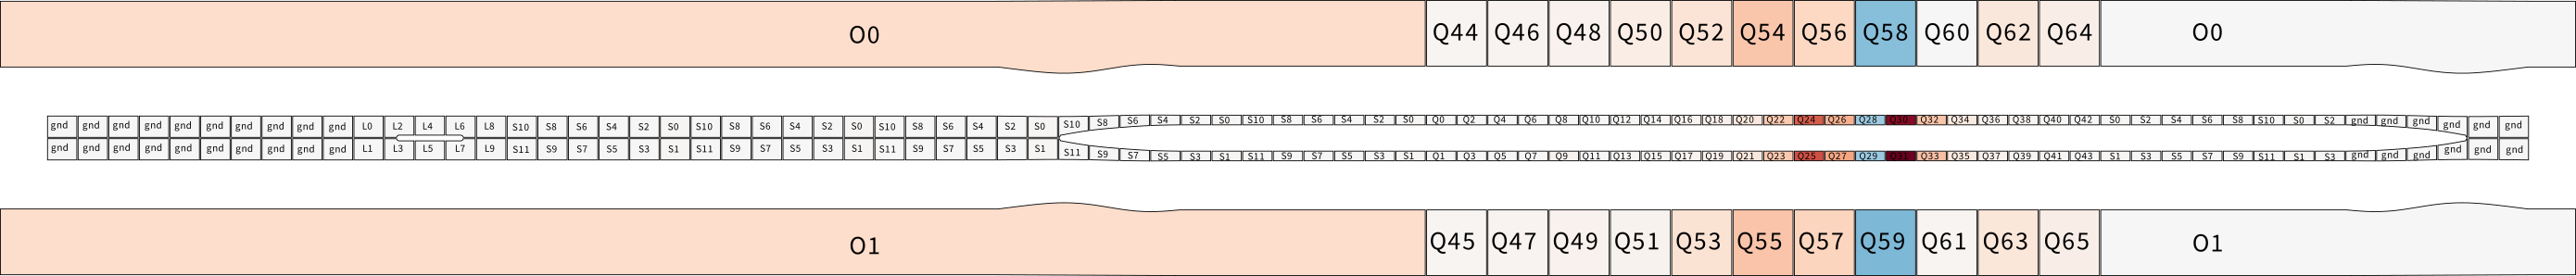 O0 Q44 Q46 Q48 Q50 Q52 Q54 Q56 Q58 Q60 Q62 Q64 O0
gnd gnd gnd gnd gnd gnd gnd gnd gnd gnd L0 L2 L4 L6 L8 S10 S8 S6 S4 S2 S0 S10 S8 S6 S4 S2 S0 S10 S8 S6 S4 S2 S0 S10 S8 S6 S4 S2 S0 S10 S8 S6 S4 S2 S0 Q0 Q2 Q4 Q6 Q8 Q10 Q12 Q14 Q16 Q18 Q20 Q22 Q24 Q26 Q28 Q30 Q32 Q34 Q36 Q38 Q40 Q42 S0 S2 S4 S6 S8 S10 S0 S2 gnd gnd gnd gnd gnd gnd
gnd gnd gnd gnd gnd gnd gnd gnd gnd gnd L1 L3 L5 L7 L9 S11 S9 S7 S5 S3 S1 S11 S9 S7 S5 S3 S1 S11 S9 S7 S5 S3 S1 S11 S9 S7 S5 S3 S1 S11 S9 S7 S5 S3 S1 Q1 Q3 Q5 Q7 Q9 Q11 Q13 Q15 Q17 Q19 Q21 Q23 Q25 Q27 Q29 Q31 Q33 Q35 Q37 Q39 Q41 Q43 S1 S3 S5 S7 S9 S11 S1 S3 gnd gnd gnd gnd gnd gnd
O1 Q45 Q47 Q49 Q51 Q53 Q55 Q57 Q59 Q61 Q63 Q65 O1